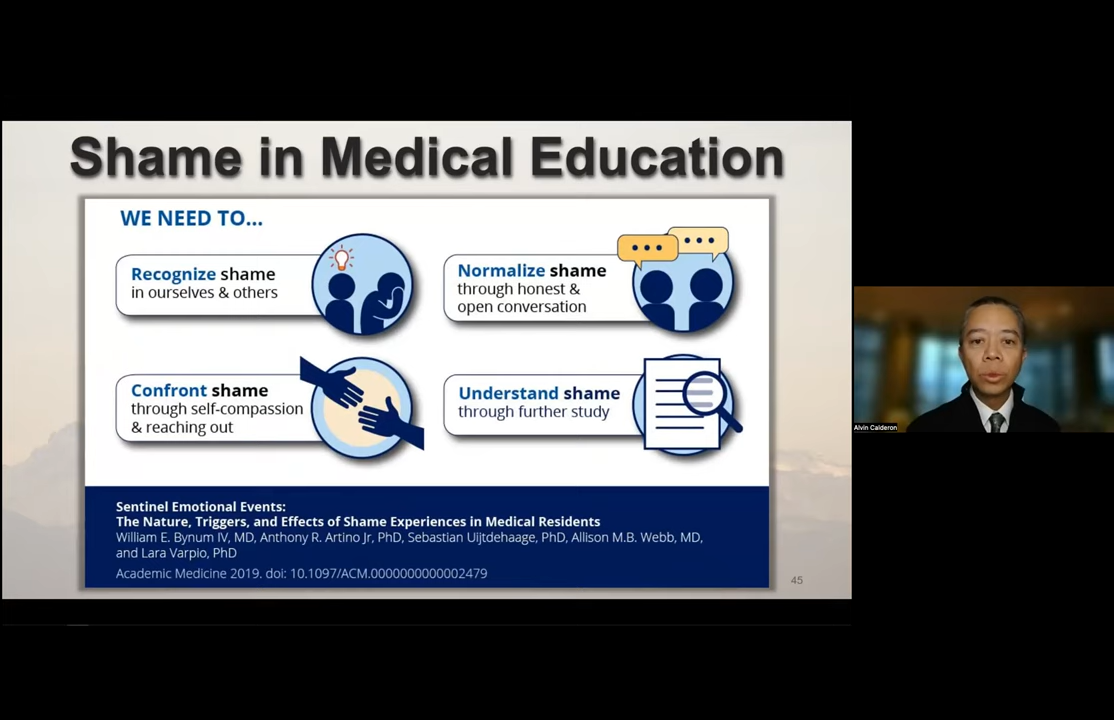 Shame in Medical Education
WE NEED TO...
Recognize shame
in ourselves & others
Normalize shame
through honest &
open conversation
Confront shame
through self-compassion
& reaching out
Understand shame
through further study
Sentinel Emotional Events:
The Nature, Triggers, and Effects of Shame Experiences in Medical Residents
William E. Bynum IV, MD, Anthony R. Artino Jr, PhD, Sebastian Uijtdehaage, PhD, Allison M.B. Webb, MD,
and Lara Varpio, PhD
Academic Medicine 2019. doi: 10.1097/ACM.0000000000002479
45
Alvin Calderon